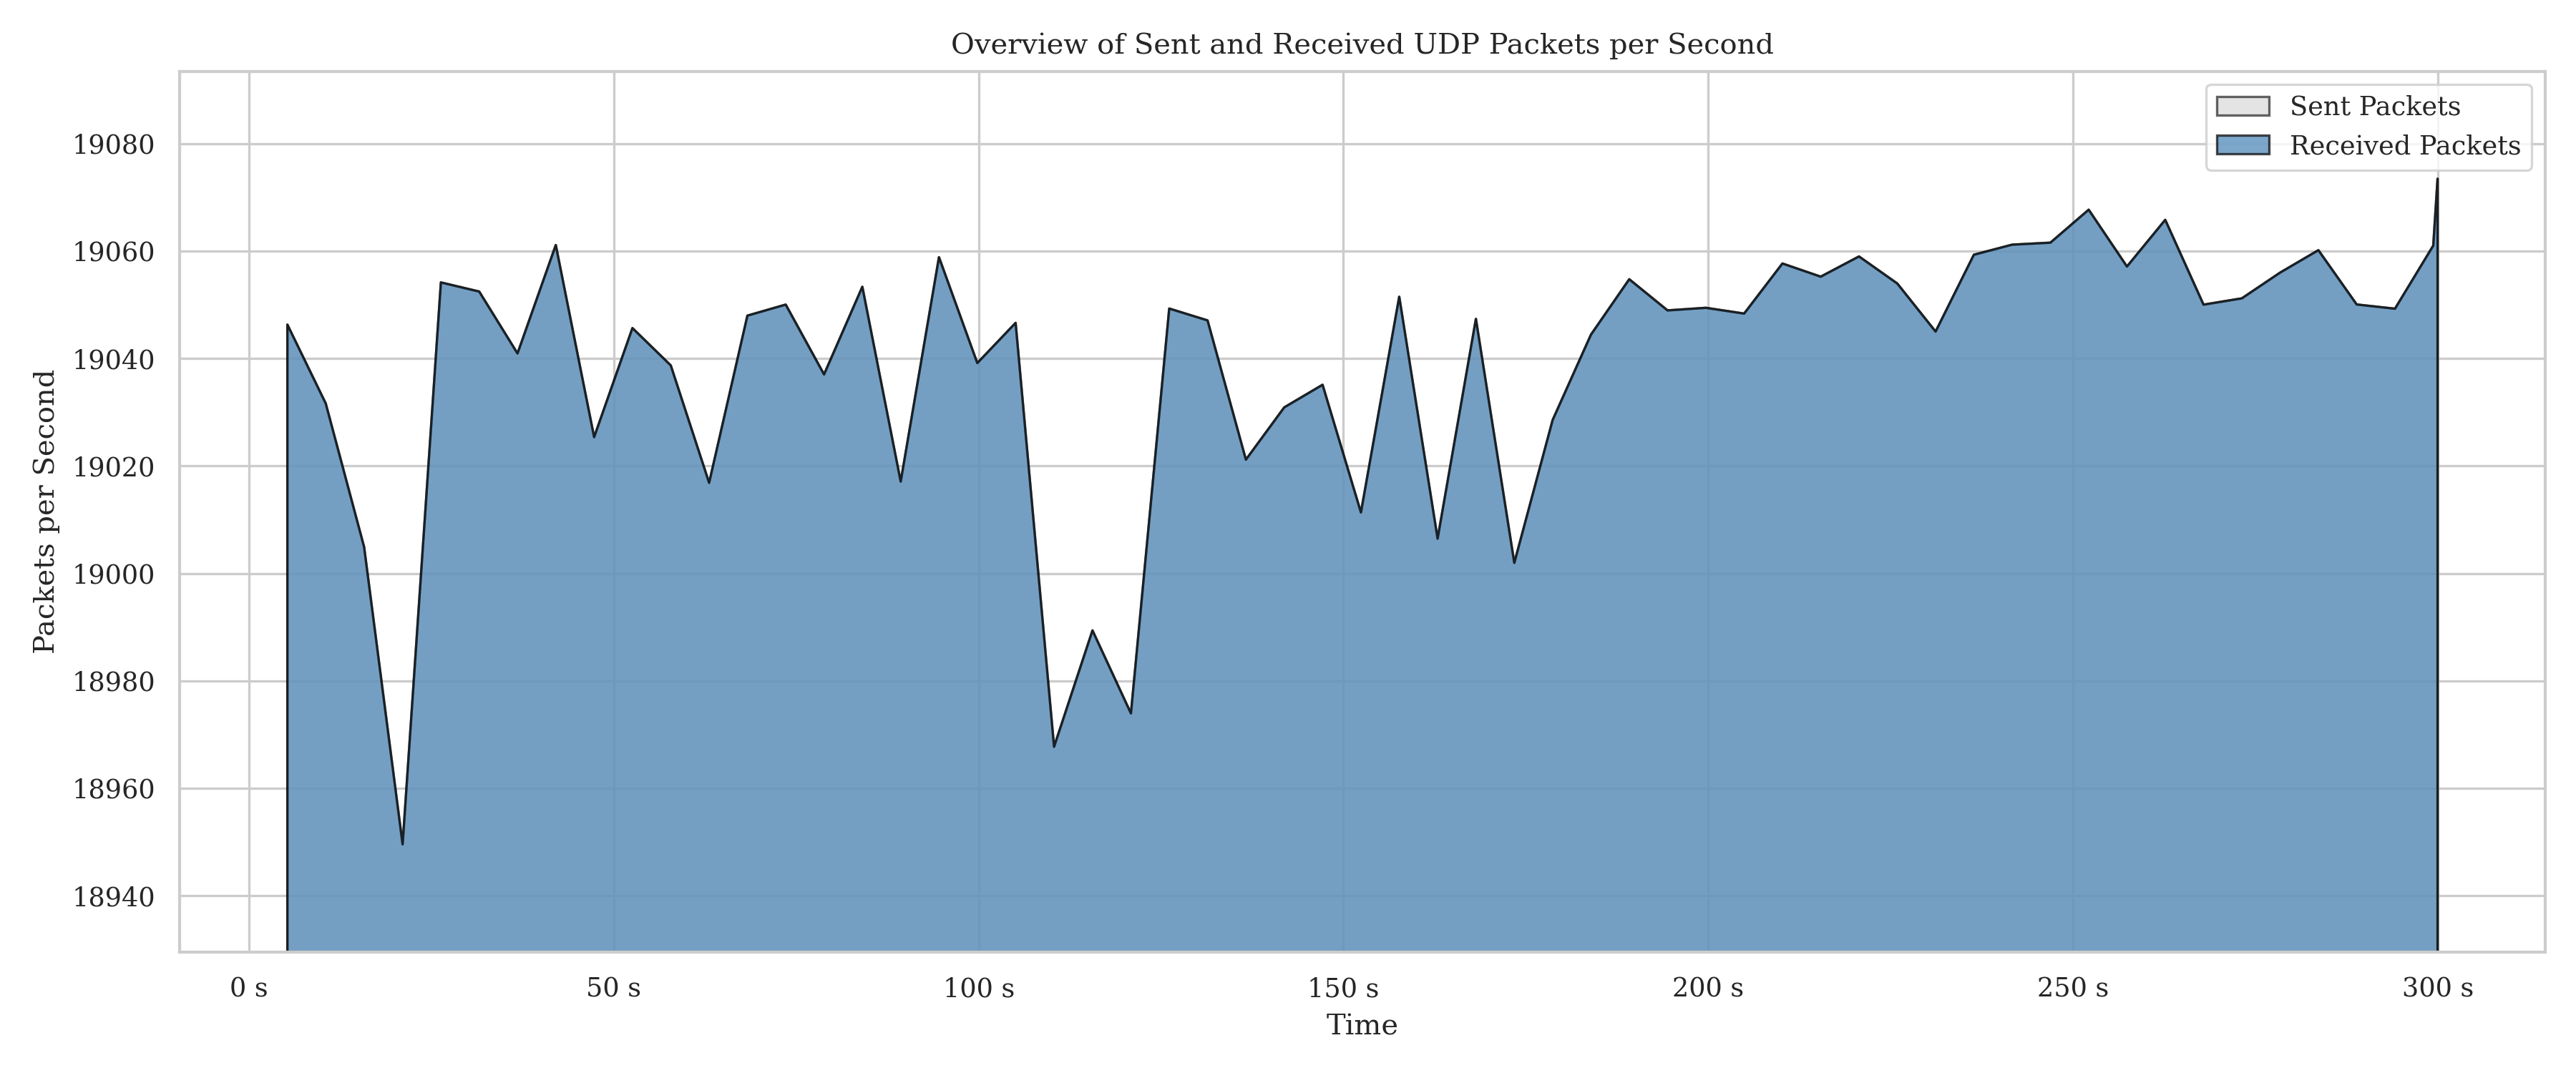 Overview of Sent and Received UDP Packets per Second
Sent Packets
Received Packets
Packets per Second
19080
19060
19040
19020
19000
18980
18960
18940
0 s
50 s
100 s
150 s
200 s
250 s
300 s
Time